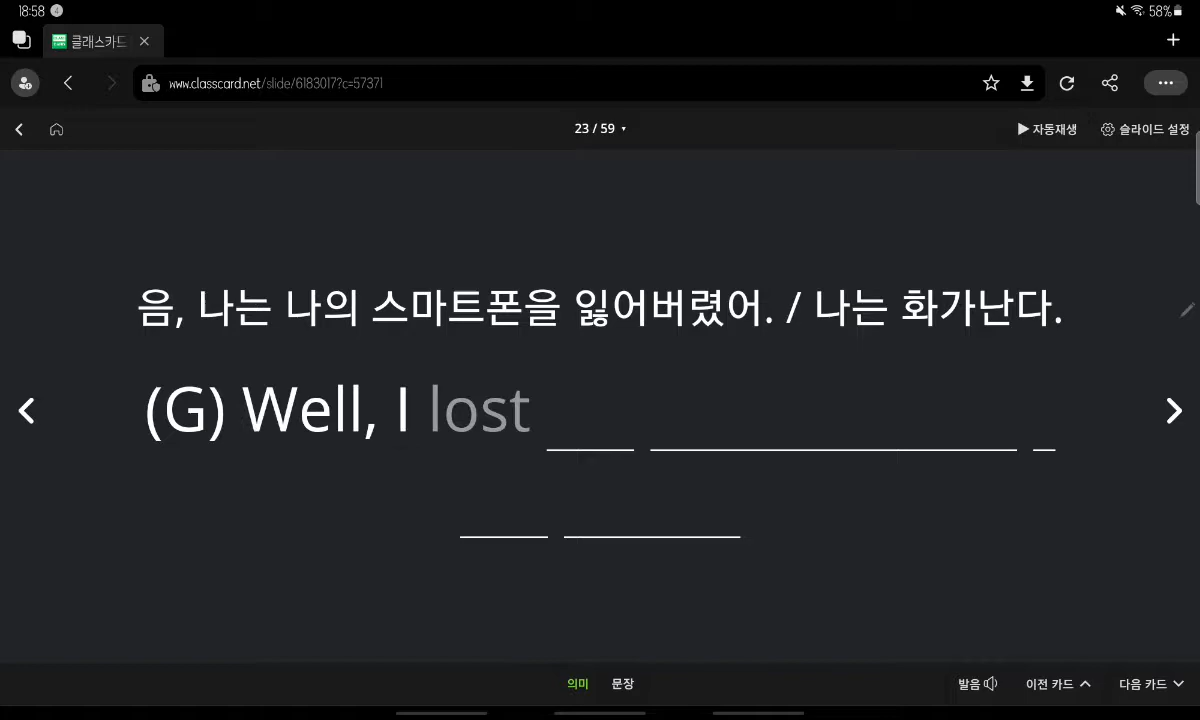 18:58 4 58%
클래스카드
www.classcard.net/slide/6183017?c=57371
23 / 59 자동재생 슬라이드 설정
음, 나는 나의 스마트폰을 잃어버렸어. / 나는 화가난다.
(G) Well, I lost
의미 문장 발음 이전 카드 다음 카드